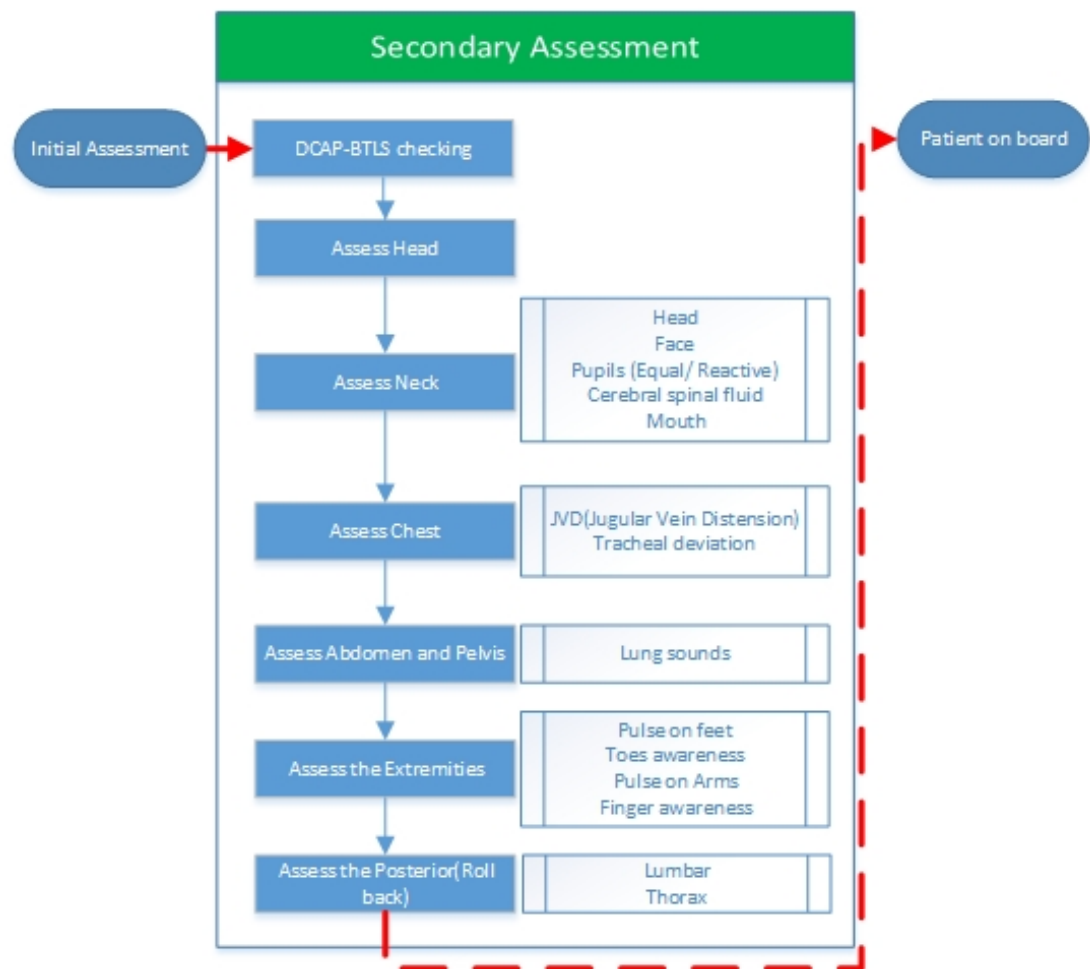 Secondary Assessment
Initial Assessment
DCAP-BTLS checking
Patient on board
Assess Head
Assess Neck
Head
Face
Pupils (Equal/ Reactive)
Cerebral spinal fluid
Mouth
Assess Chest
JVD(Jugular Vein Distension)
Tracheal deviation
Assess Abdomen and Pelvis
Lung sounds
Assess the Extremities
Pulse on feet
Toes awareness
Pulse on Arms
Finger awareness
Assess the Posterior(Roll
back)
Lumbar
Thorax